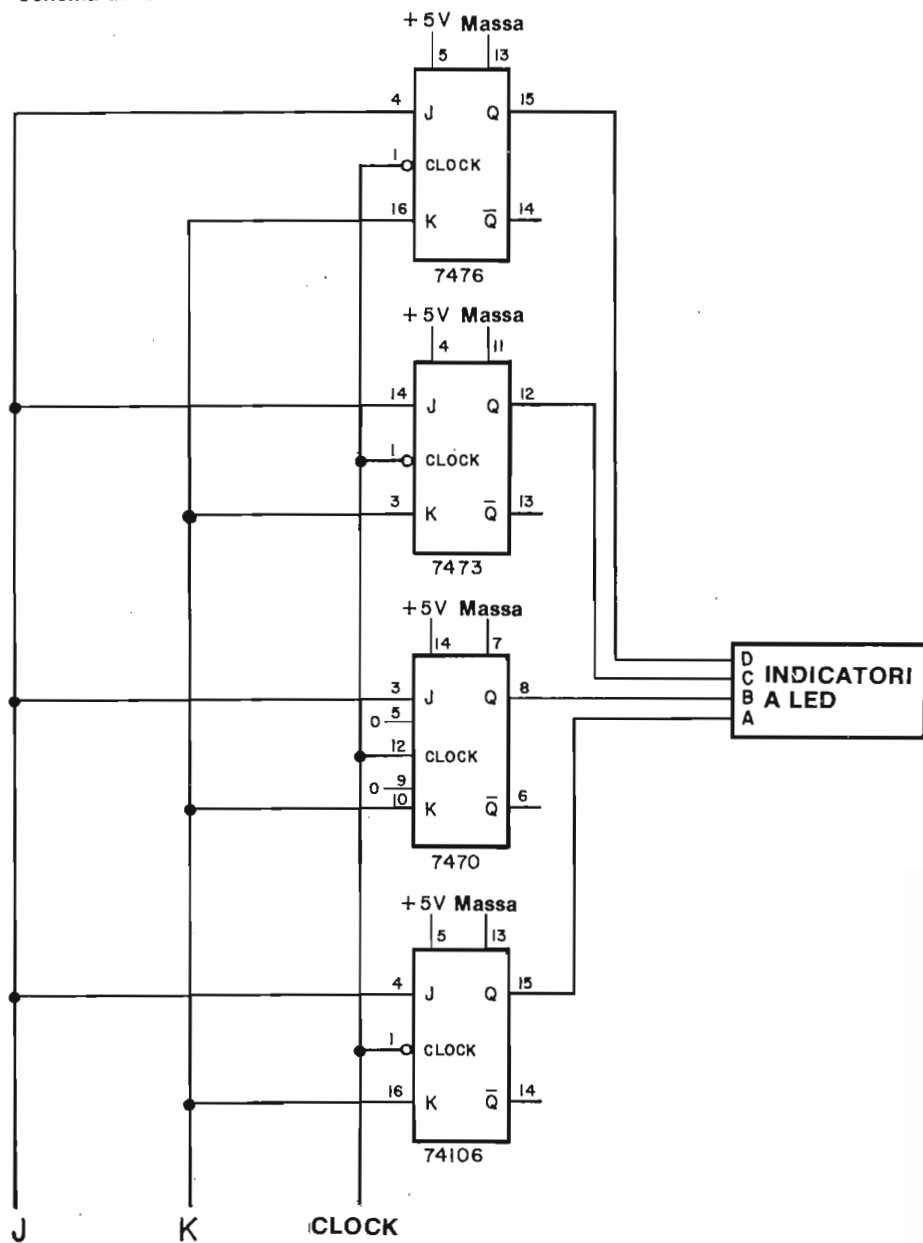 +5V Massa
5 13
4 J Q 15
1 CLOCK
16 K Q̅ 14
7476
+5V Massa
4 11
14 J Q 12
1 CLOCK
3 K Q̅ 13
7473
+5V Massa
14 7
3 J Q 8
0 5
12 CLOCK
0 9
10 K Q̅ 6
7470
D INDICATORI
C A LED
B
A
+5V Massa
5 13
4 J Q 15
1 CLOCK
16 K Q̅ 14
74106
J K CLOCK